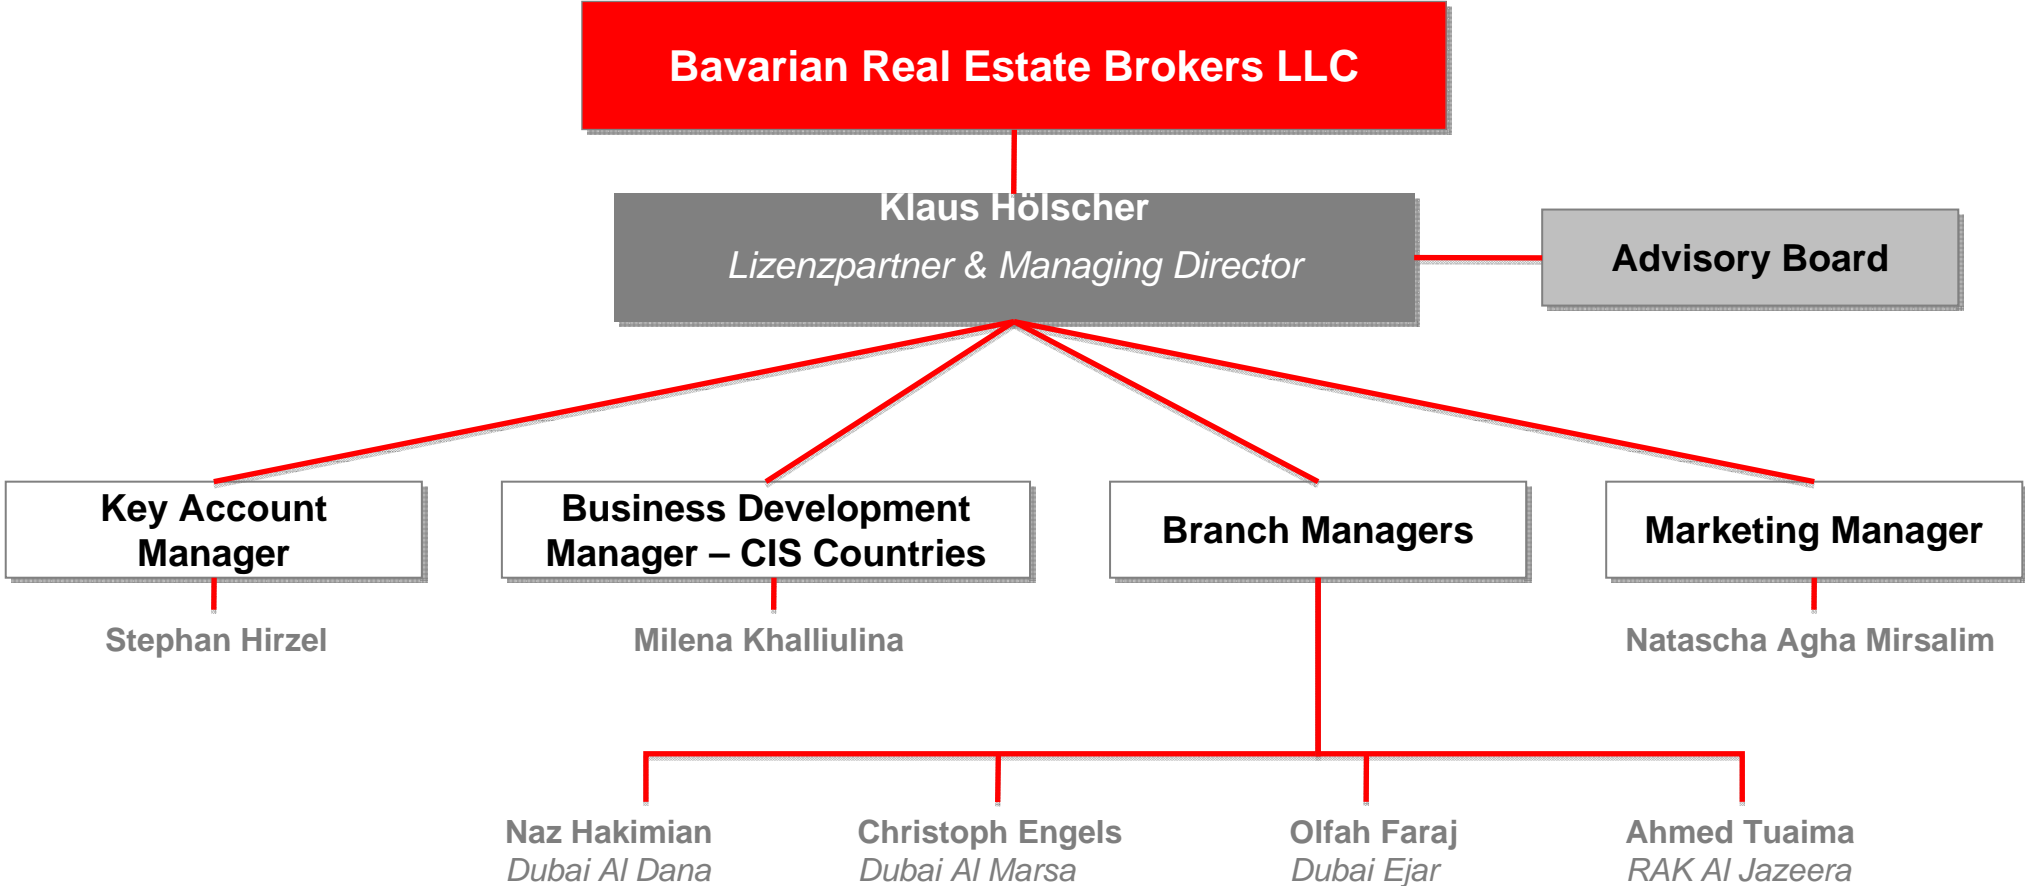 Bavarian Real Estate Brokers LLC
Klaus Hölscher
Lizenzpartner & Managing Director
Advisory Board
Key Account
Manager
Business Development
Manager – CIS Countries
Branch Managers
Marketing Manager
Stephan Hirzel
Milena Khalliulina
Natascha Agha Mirsalim
Naz Hakimian
Dubai Al Dana
Christoph Engels
Dubai Al Marsa
Olfah Faraj
Dubai Ejar
Ahmed Tuaima
RAK Al Jazeera